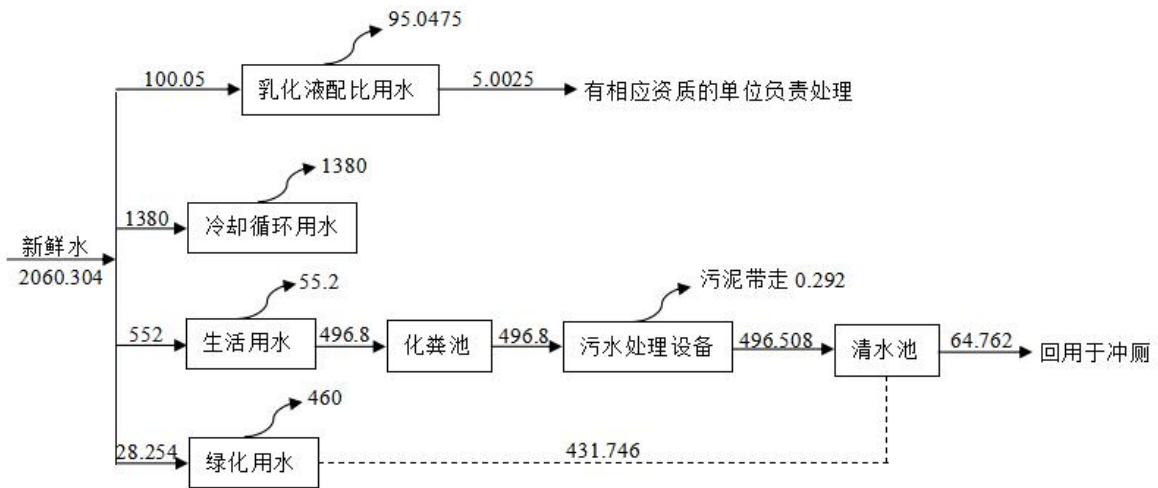 95.0475
100.05
乳化液配比用水
5.0025
有相应资质的单位负责处理
1380
1380
冷却循环用水
新鲜水
2060.304
55.2
污泥带走 0.292
552
生活用水
496.8
化粪池
496.8
污水处理设备
496.508
清水池
64.762
回用于冲厕
460
28.254
绿化用水
431.746